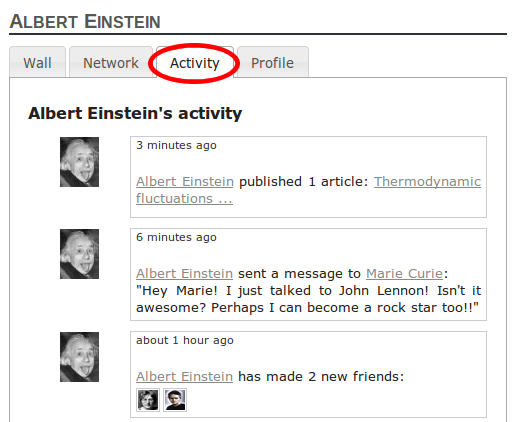 ALBERT EINSTEIN
Wall Network Activity Profile
Albert Einstein's activity
3 minutes ago
Albert Einstein published 1 article: Thermodynamic
fluctuations ...
6 minutes ago
Albert Einstein sent a message to Marie Curie:
"Hey Marie! I just talked to John Lennon! Isn't it
awesome? Perhaps I can become a rock star too!!"
about 1 hour ago
Albert Einstein has made 2 new friends: